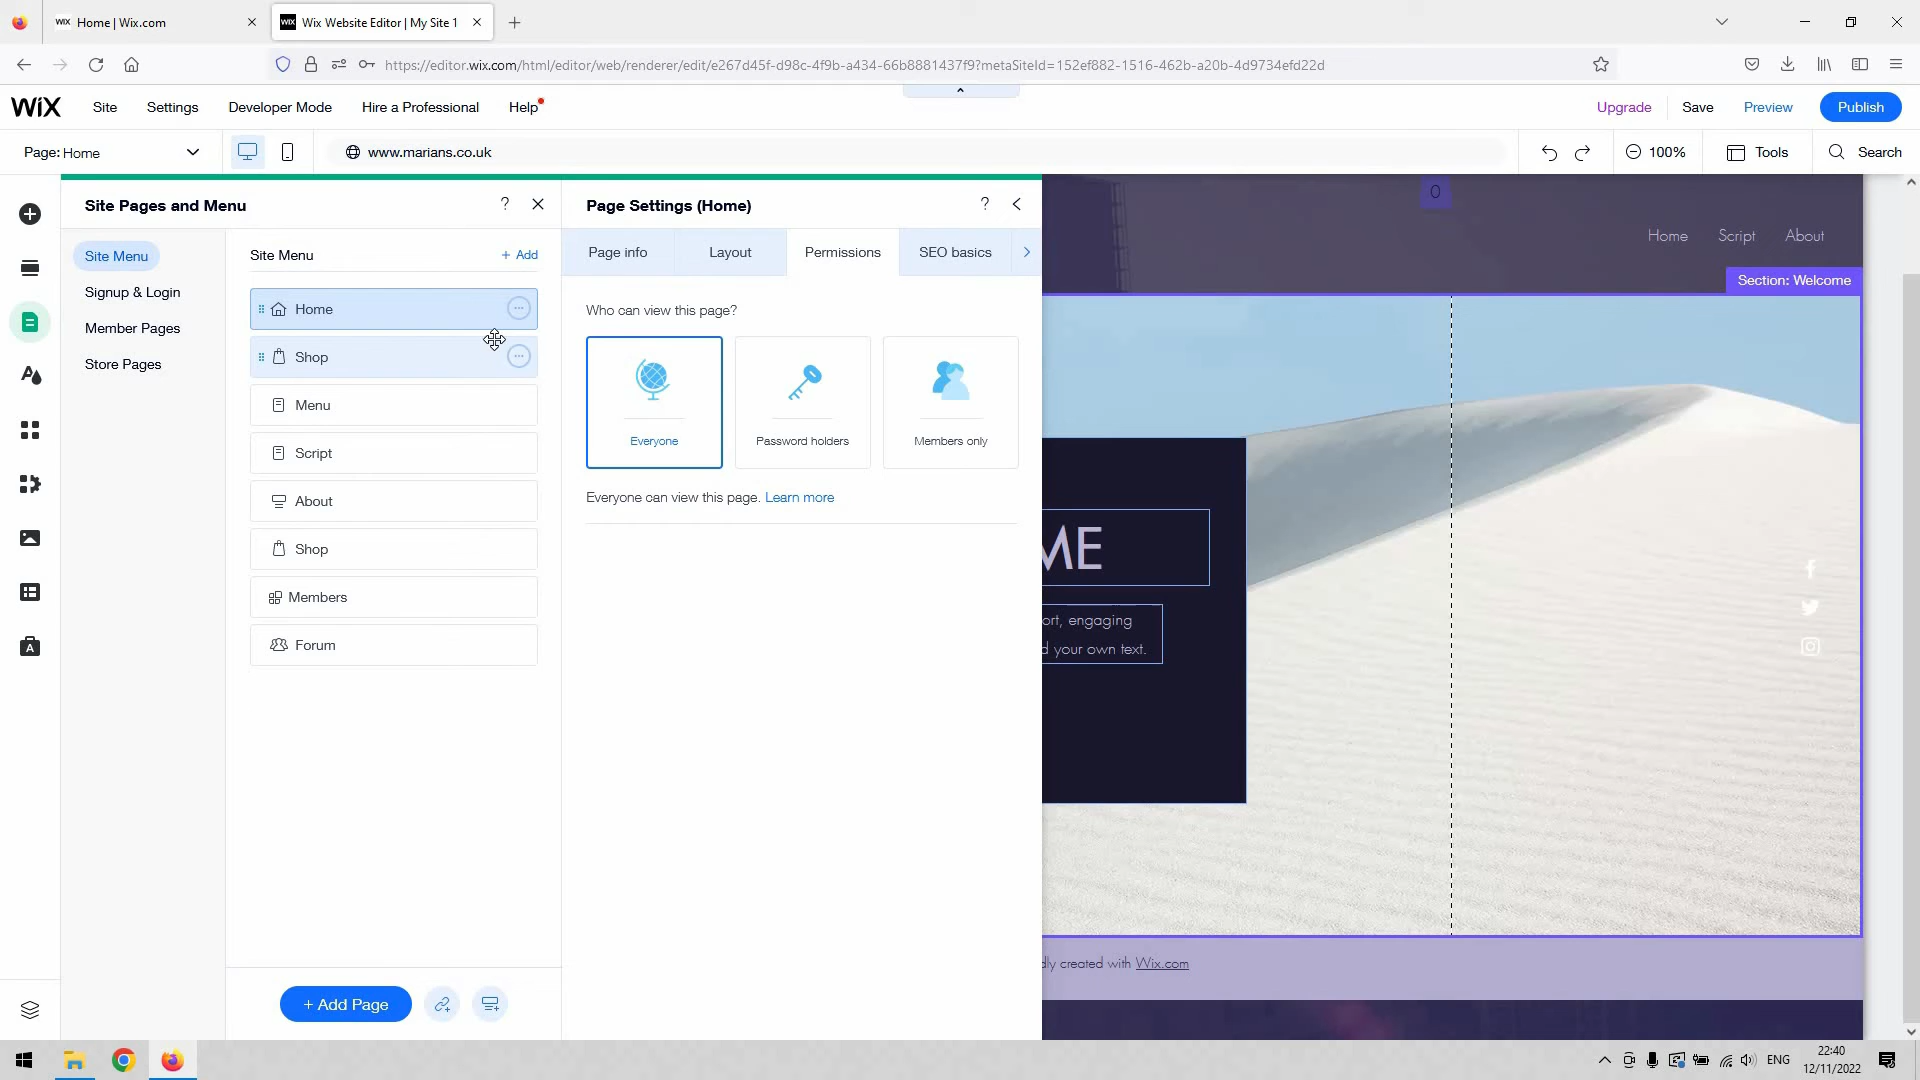 Home | Wix.com
Wix Website Editor | My Site 1
https://editor.wix.com/html/editor/web/renderer/edit/e267d45f-d98c-4f9b-a434-66b8881437f9?metaSiteId=152ef882-1516-462b-a20b-4d9734efd22d
WiX Site Settings Developer Mode Hire a Professional Help Upgrade Save Preview Publish
Page: Home www.marians.co.uk 100% Tools Search
Site Pages and Menu ?
Page Settings (Home) ?
0
Site Menu
Signup & Login
Member Pages
Store Pages
Site Menu + Add
Home
Shop
Menu
Script
About
Shop
Members
Forum
+ Add Page
Page info Layout Permissions SEO basics
Who can view this page?
Everyone
Password holders
Members only
Everyone can view this page. Learn more
Home Script About
Section: Welcome
ME
ort, engaging
d your own text.
dly created with Wix.com
ENG
22:40
12/11/2022